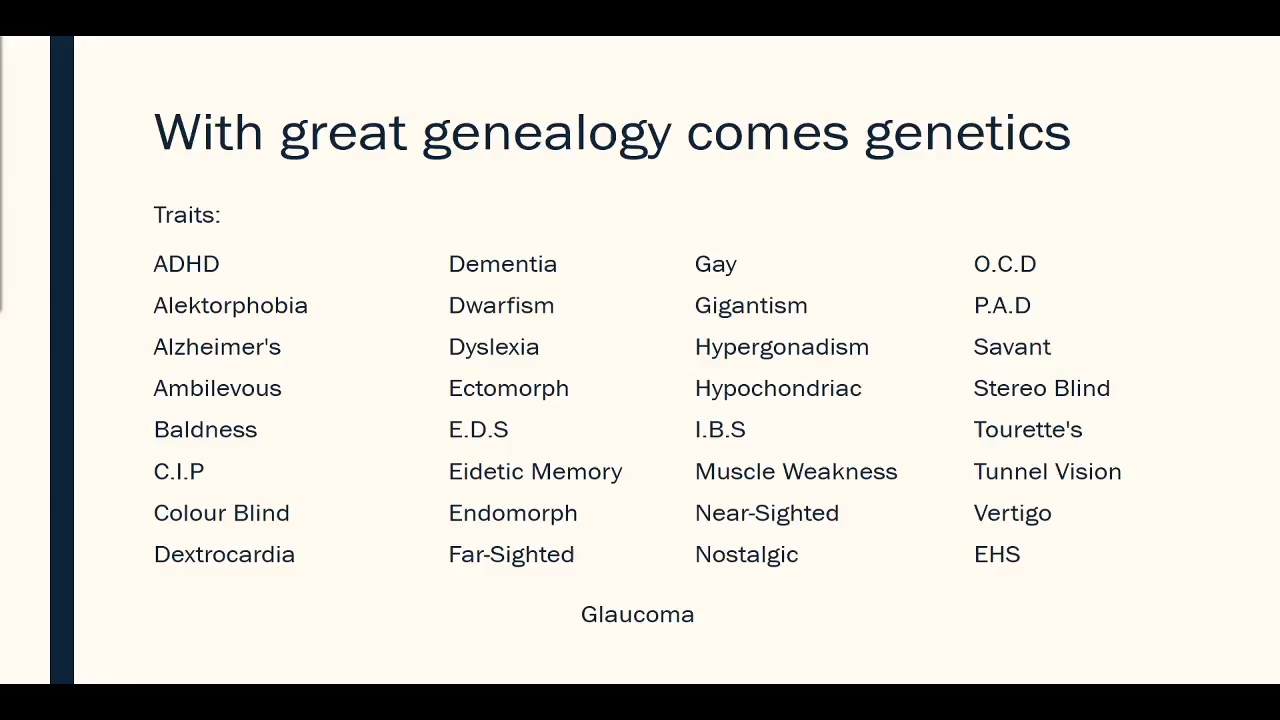 With great genealogy comes genetics
Traits:
ADHD
Alektorphobia
Alzheimer's
Ambilevous
Baldness
C.I.P
Colour Blind
Dextrocardia
Dementia
Dwarfism
Dyslexia
Ectomorph
E.D.S
Eidetic Memory
Endomorph
Far-Sighted
Gay
Gigantism
Hypergonadism
Hypochondriac
I.B.S
Muscle Weakness
Near-Sighted
Nostalgic
O.C.D
P.A.D
Savant
Stereo Blind
Tourette's
Tunnel Vision
Vertigo
EHS
Glaucoma